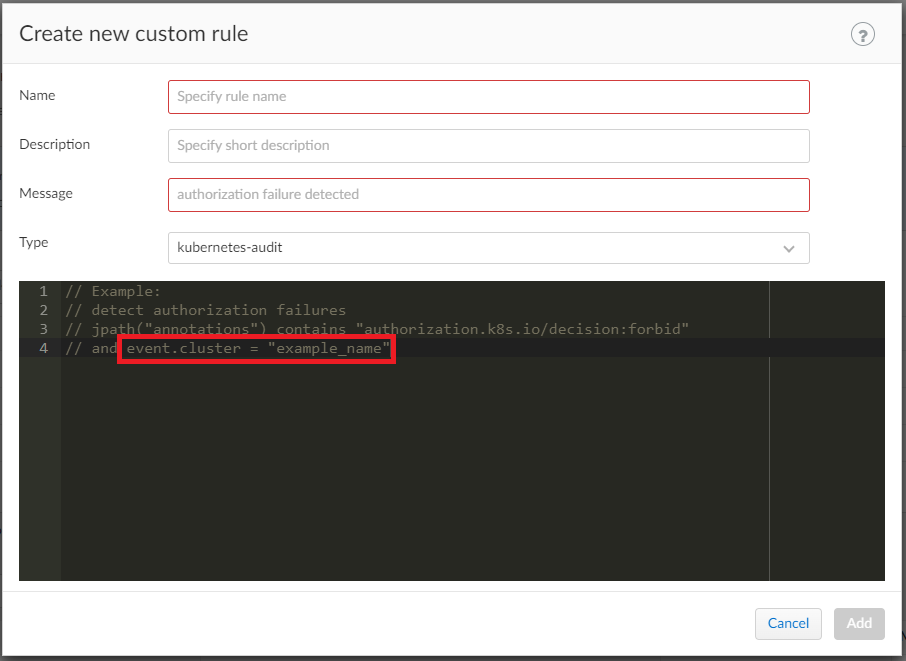 Create new custom rule
?
Name
Specify rule name
Description
Specify short description
Message
authorization failure detected
Type
kubernetes-audit
1 // Example:
2 // detect authorization failures
3 // jpath("annotations") contains "authorization.k8s.io/decision:forbid"
4 // and event.cluster = "example_name"
Cancel
Add